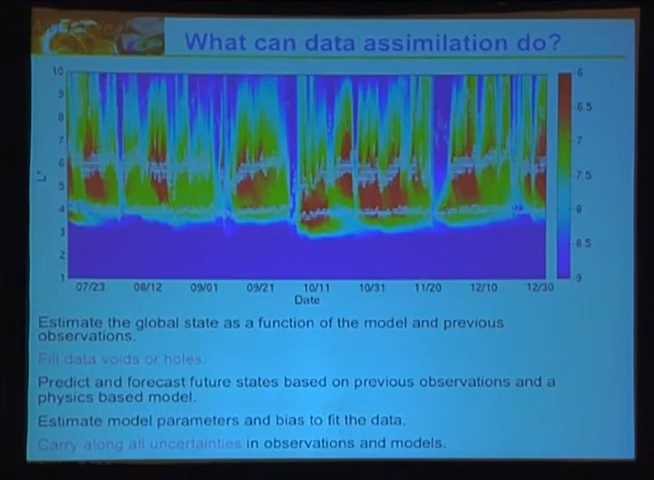 What can data assimilation do?
10
9
8
7
6
5
4
3
2
1
L*
07/23 08/12 09/01 09/21 10/11 10/31 11/20 12/10 12/30
Date
6
6.5
7
7.5
8
8.5
9
Estimate the global state as a function of the model and previous
observations.
Fill data voids or holes.
Predict and forecast future states based on previous observations and a
physics based model.
Estimate model parameters and bias to fit the data.
Carry along all uncertainties in observations and models.